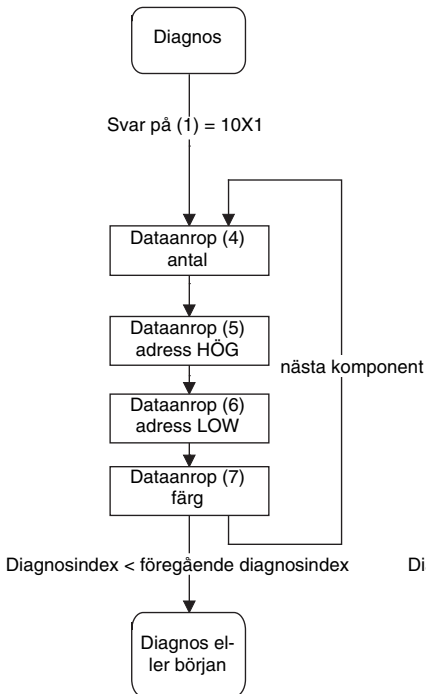 Diagnos
Svar på (1) = 10X1
Dataanrop (4)
antal
Dataanrop (5)
adress HÖG
nästa komponent
Dataanrop (6)
adress LOW
Dataanrop (7)
färg
Diagnosindex < föregående diagnosindex
Di
Diagnos el-
ler början